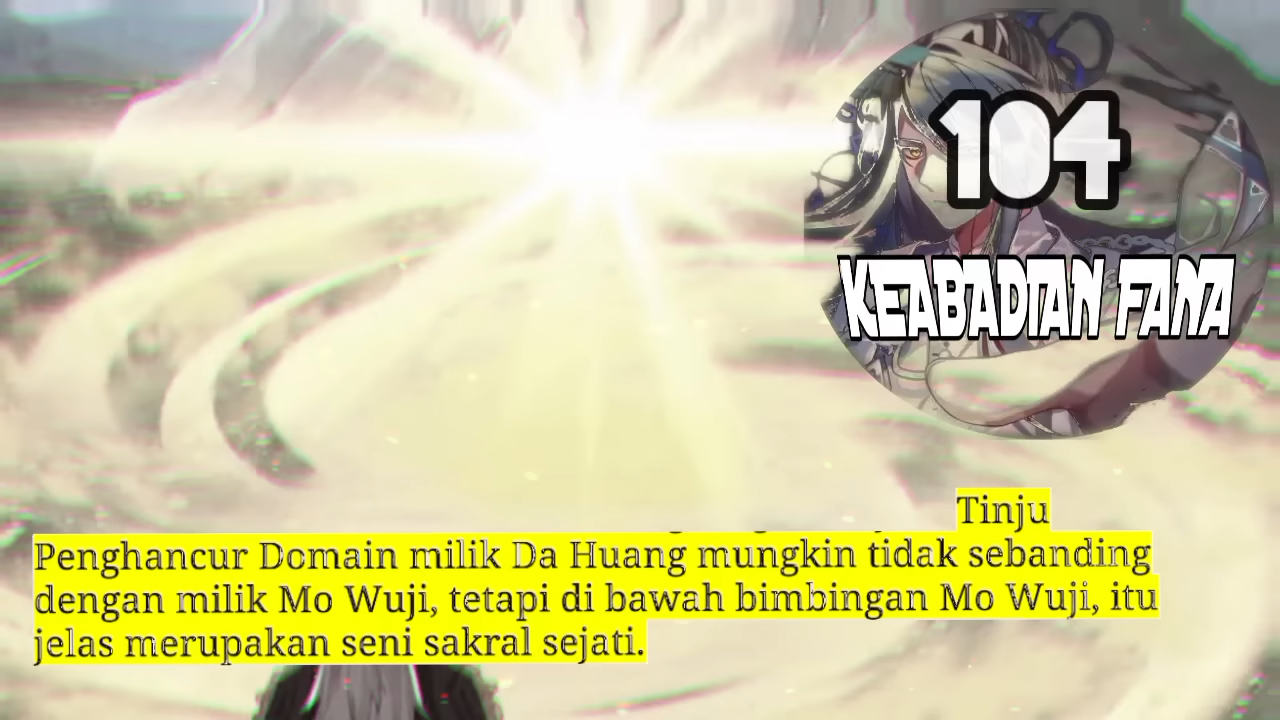 104
KEABADIAN FANA
Tinju
Penghancur Domain milik Da Huang mungkin tidak sebanding
dengan milik Mo Wuji, tetapi di bawah bimbingan Mo Wuji, itu
jelas merupakan seni sakral sejati.